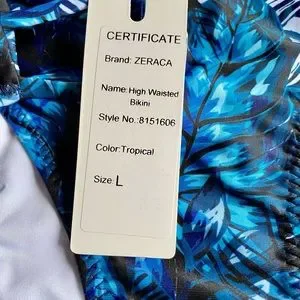 CERTIFICATE
Brand: ZERACA
Name:High Waisted
Bikini
Style No.:8151606
Color:Tropical
Size:L